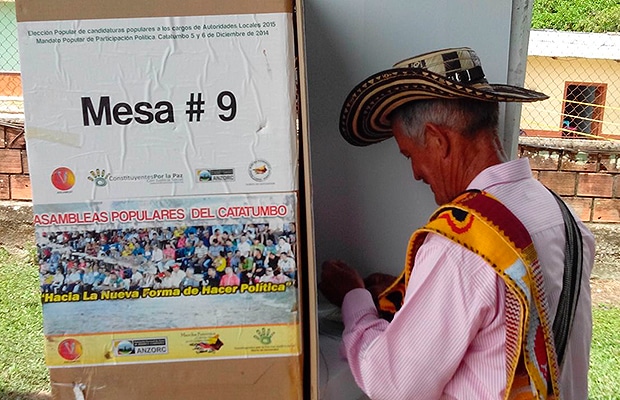 Elección Popular de candidaturas populares a los cargos de Autoridades Locales 2015
Mandato Popular de Participación Política Catatumbo 5 y 6 de Diciembre de 2014
Mesa # 9
ConstituyentesPor la Paz
ANZORC
ASAMBLEAS POPULARES DEL CATATUMBO
"Hacia La Nueva Forma de Hacer Política"
ANZORC